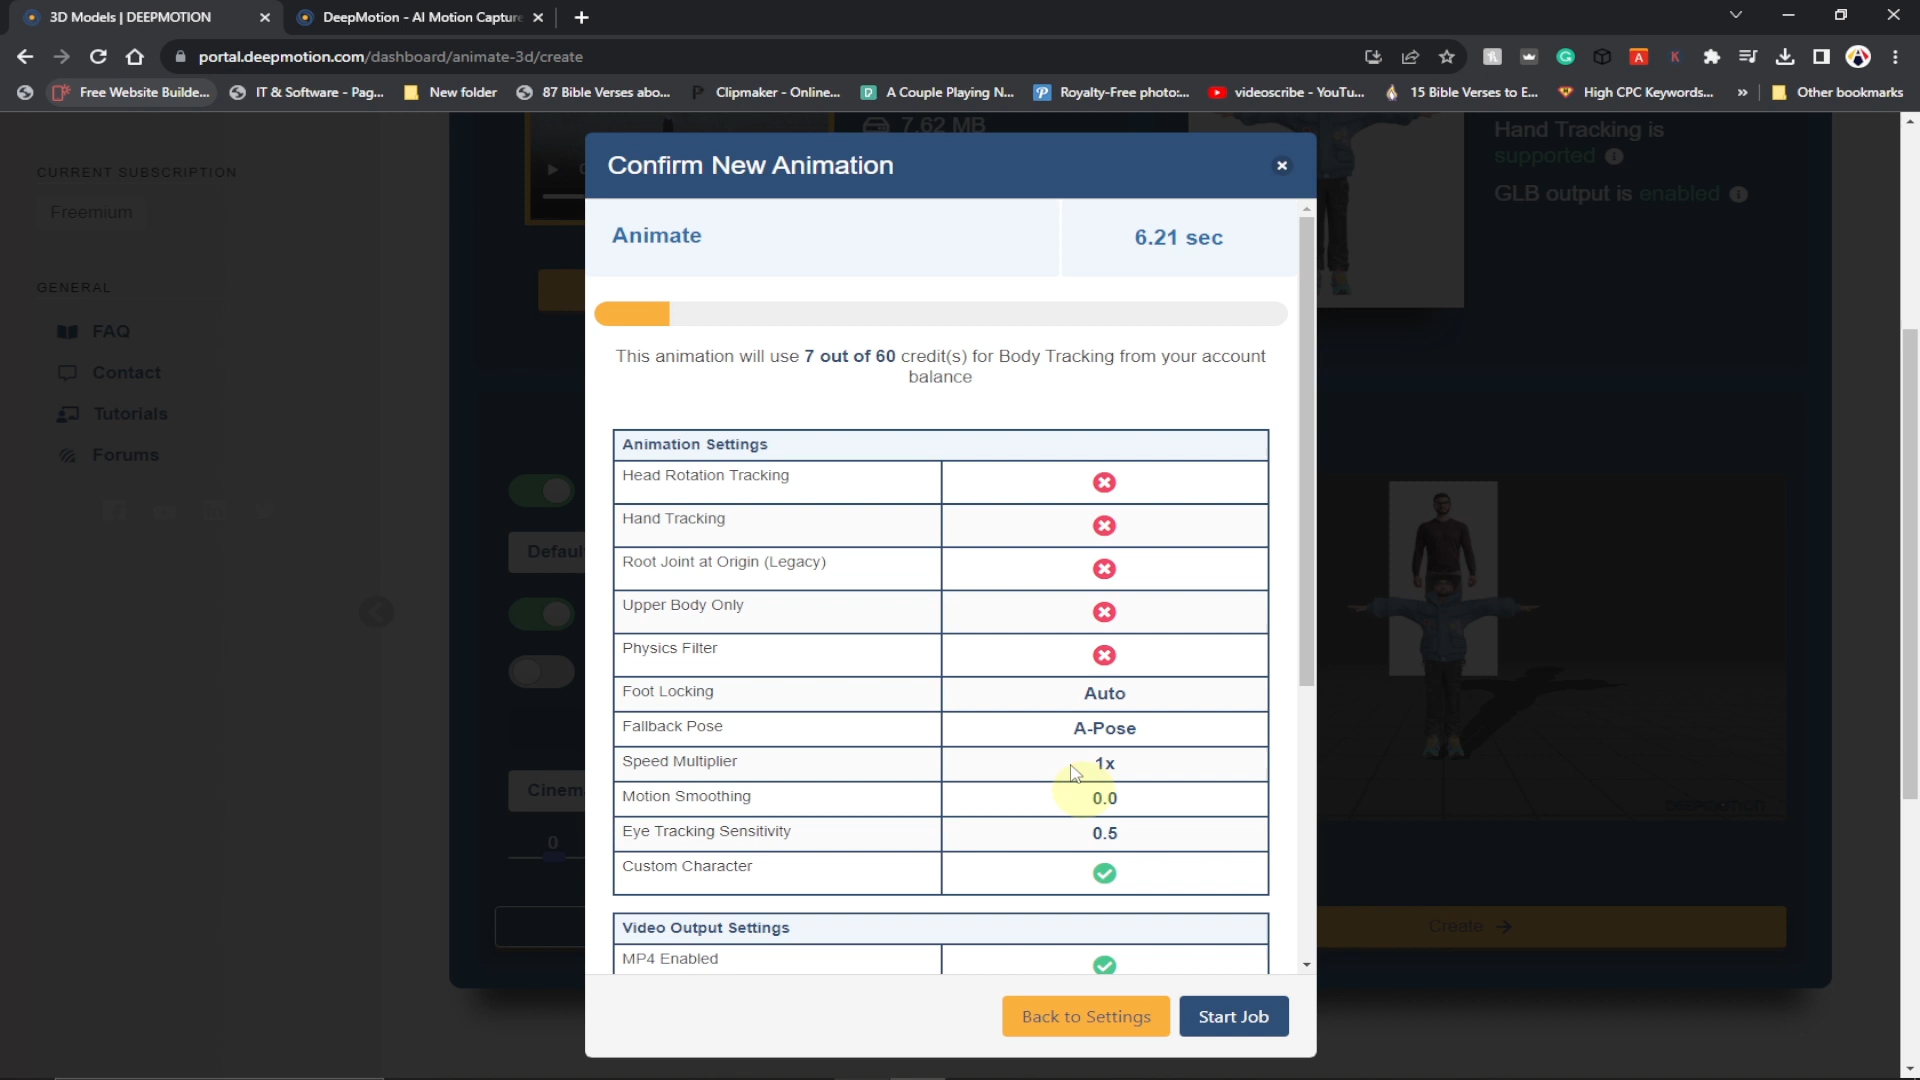 3D Models | DEEPMOTION
DeepMotion - AI Motion Capture
portal.deepmotion.com/dashboard/animate-3d/create
Free Website Builde...
IT & Software - Pag...
New folder
87 Bible Verses abo...
Clipmaker - Online...
A Couple Playing N...
Royalty-Free photo:...
videoscribe - YouTu...
15 Bible Verses to E...
High CPC Keywords...
»
Other bookmarks
7.62 MB
Hand Tracking is
supported
GLB output is enabled
CURRENT SUBSCRIPTION
Freemium
GENERAL
FAQ
Contact
Tutorials
Forums
Confirm New Animation
Animate
6.21 sec
This animation will use 7 out of 60 credit(s) for Body Tracking from your account
balance
Animation Settings
Head Rotation Tracking
Hand Tracking
Root Joint at Origin (Legacy)
Upper Body Only
Physics Filter
Foot Locking Auto
Fallback Pose A-Pose
Speed Multiplier 1x
Motion Smoothing 0.0
Eye Tracking Sensitivity 0.5
Custom Character
Video Output Settings
MP4 Enabled
Back to Settings
Start Job
0
Create →
DEEPMOTION